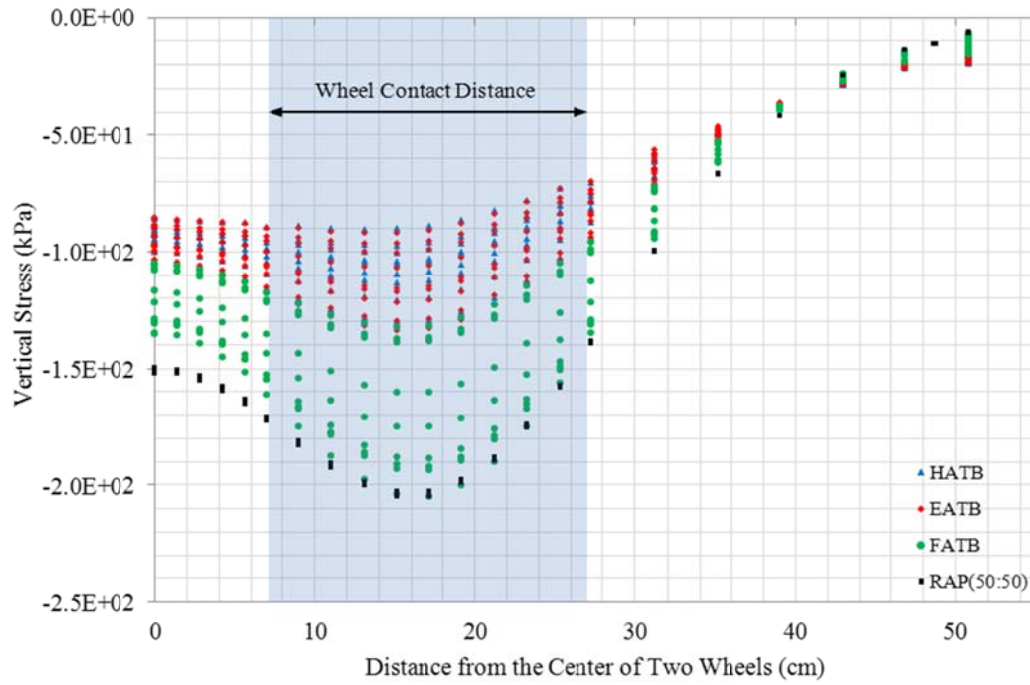 0.0E+00
Wheel Contact Distance
-5.0E+01
-1.0E+02
-1.5E+02
-2.0E+02
-2.5E+02
Vertical Stress (kPa)
HATB
EATB
FATB
RAP(50:50)
0 10 20 30 40 50
Distance from the Center of Two Wheels (cm)